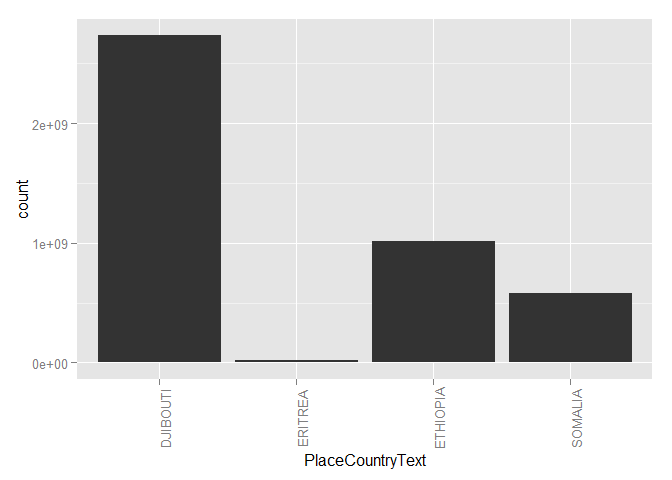 count
2e+09
1e+09
0e+00
DJIBOUTI
ERITREA
ETHIOPIA
SOMALIA
PlaceCountryText